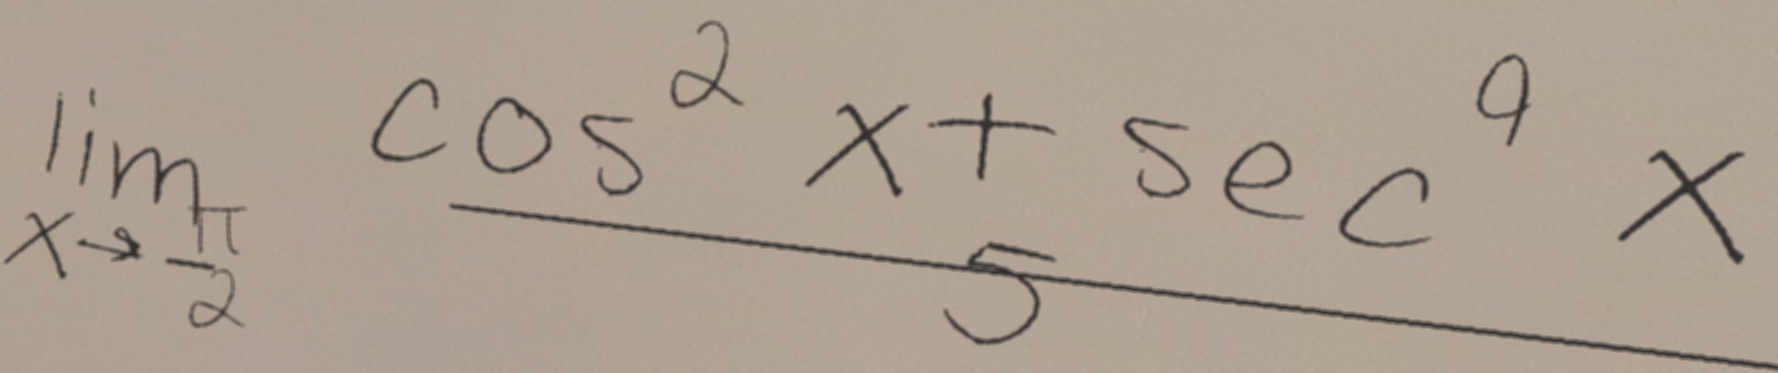 lim x→π/2 (cos² x + sec⁹ x)/5